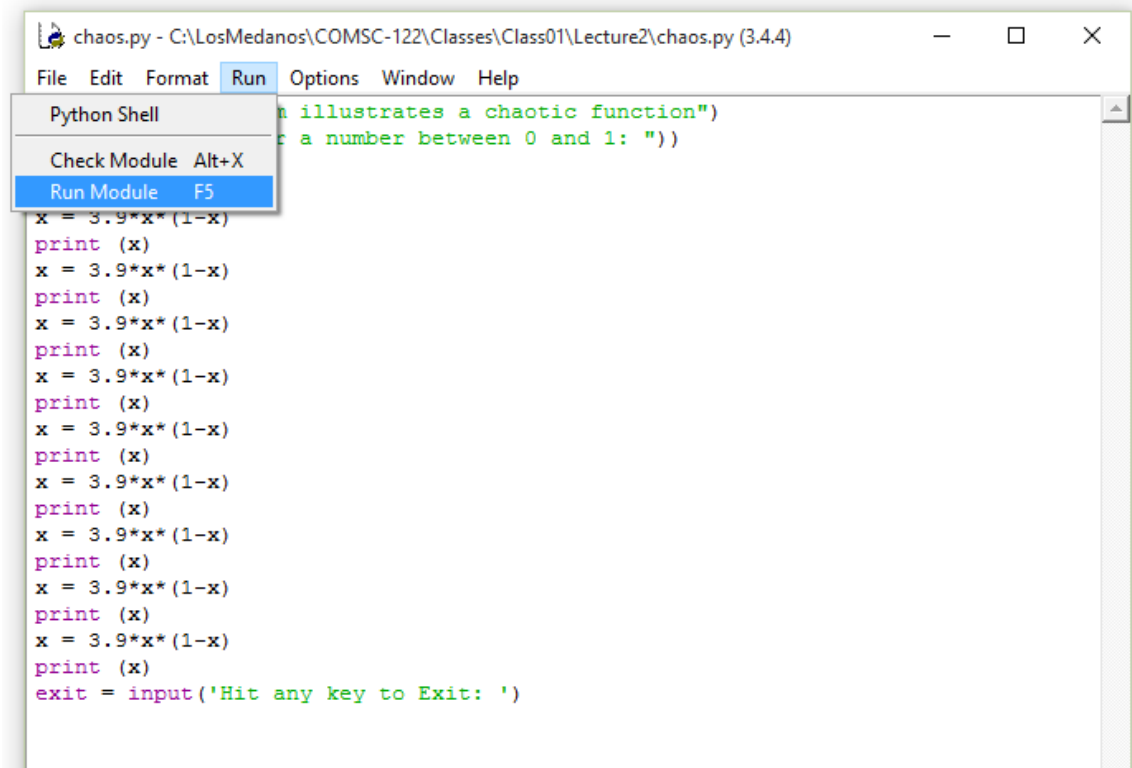 chaos.py - C:\LosMedanos\COMSC-122\Classes\Class01\Lecture2\chaos.py (3.4.4)
File Edit Format Run Options Window Help
Python Shell
Check Module Alt+X
Run Module F5
illustrates a chaotic function")
a number between 0 and 1: "))
x = 3.9*x*(1-x)
print (x)
x = 3.9*x*(1-x)
print (x)
x = 3.9*x*(1-x)
print (x)
x = 3.9*x*(1-x)
print (x)
x = 3.9*x*(1-x)
print (x)
x = 3.9*x*(1-x)
print (x)
x = 3.9*x*(1-x)
print (x)
x = 3.9*x*(1-x)
print (x)
x = 3.9*x*(1-x)
print (x)
exit = input('Hit any key to Exit: ')